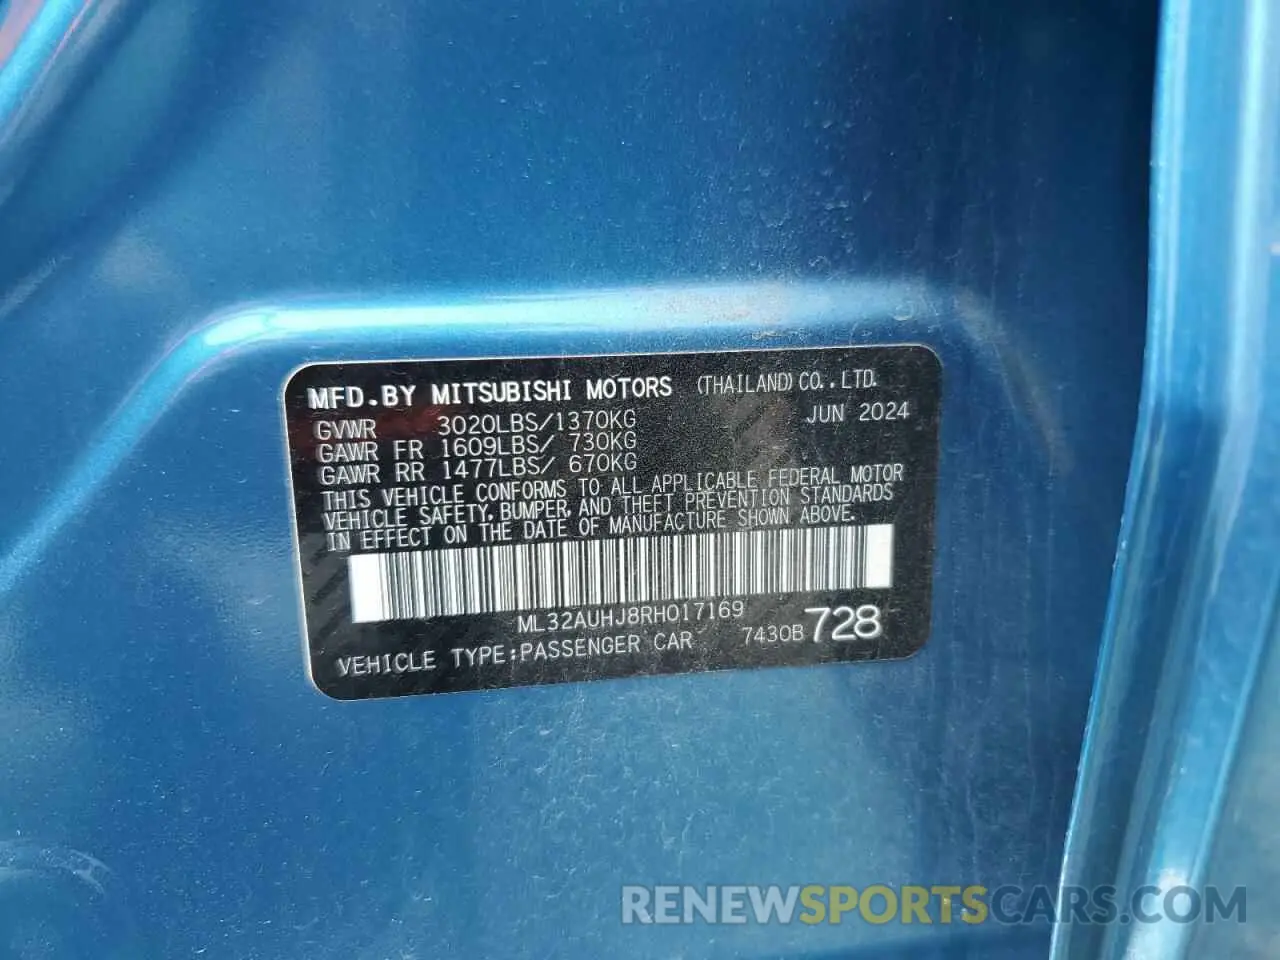 MFD.BY MITSUBISHI MOTORS (THAILAND) CO.,LTD.
GVWR 3020LBS/1370KG JUN 2024
GAWR FR 1609LBS/ 730KG
GAWR RR 1477LBS/ 670KG
THIS VEHICLE CONFORMS TO ALL APPLICABLE FEDERAL MOTOR
VEHICLE SAFETY, BUMPER, AND THEFT PREVENTION STANDARDS
IN EFFECT ON THE DATE OF MANUFACTURE SHOWN ABOVE.
ML32AUHJ8RH017169
VEHICLE TYPE:PASSENGER CAR 7430B 728
RENEWSPORTSCARS.COM